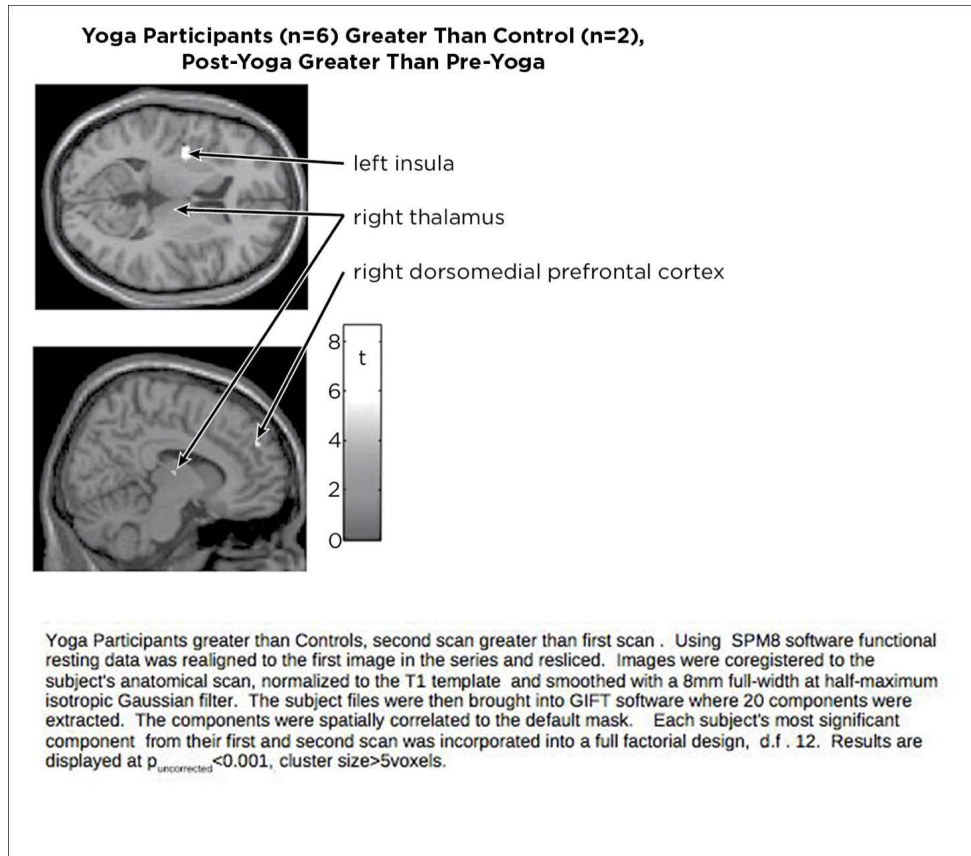 Yoga Participants (n=6) Greater Than Control (n=2),
Post-Yoga Greater Than Pre-Yoga
left insula
right thalamus
right dorsomedial prefrontal cortex
8
t
6
4
2
0
Yoga Participants greater than Controls, second scan greater than first scan . Using SPM8 software functional
resting data was realigned to the first image in the series and resliced. Images were coregistered to the
subject's anatomical scan, normalized to the T1 template and smoothed with a 8mm full-width at half-maximum
isotropic Gaussian filter. The subject files were then brought into GIFT software where 20 components were
extracted. The components were spatially correlated to the default mask. Each subject's most significant
component from their first and second scan was incorporated into a full factorial design, d.f . 12. Results are
displayed at puncorrected<0.001, cluster size>5voxels.